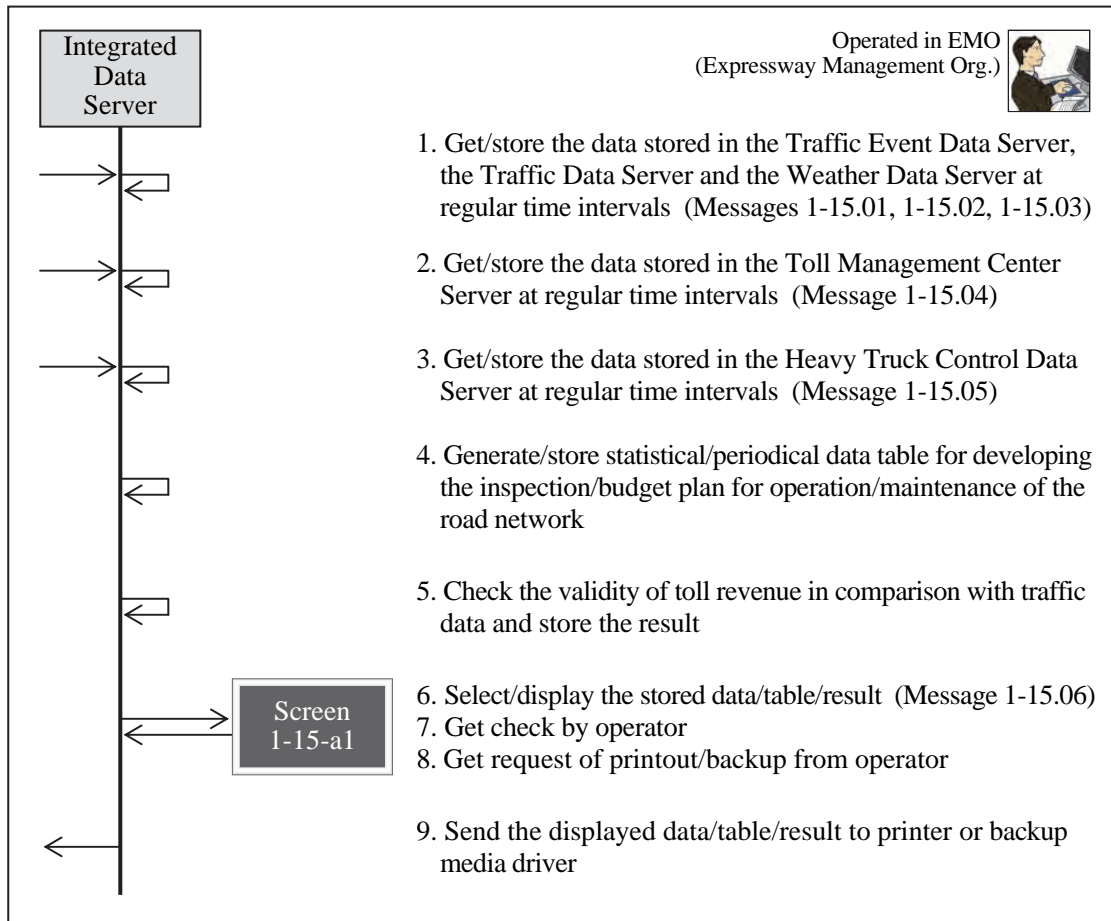 Integrated
Data
Server
Operated in EMO
(Expressway Management Org.)
1. Get/store the data stored in the Traffic Event Data Server,
the Traffic Data Server and the Weather Data Server at
regular time intervals (Messages 1-15.01, 1-15.02, 1-15.03)
2. Get/store the data stored in the Toll Management Center
Server at regular time intervals (Message 1-15.04)
3. Get/store the data stored in the Heavy Truck Control Data
Server at regular time intervals (Message 1-15.05)
4. Generate/store statistical/periodical data table for developing
the inspection/budget plan for operation/maintenance of the
road network
5. Check the validity of toll revenue in comparison with traffic
data and store the result
Screen
1-15-a1
6. Select/display the stored data/table/result (Message 1-15.06)
7. Get check by operator
8. Get request of printout/backup from operator
9. Send the displayed data/table/result to printer or backup
media driver